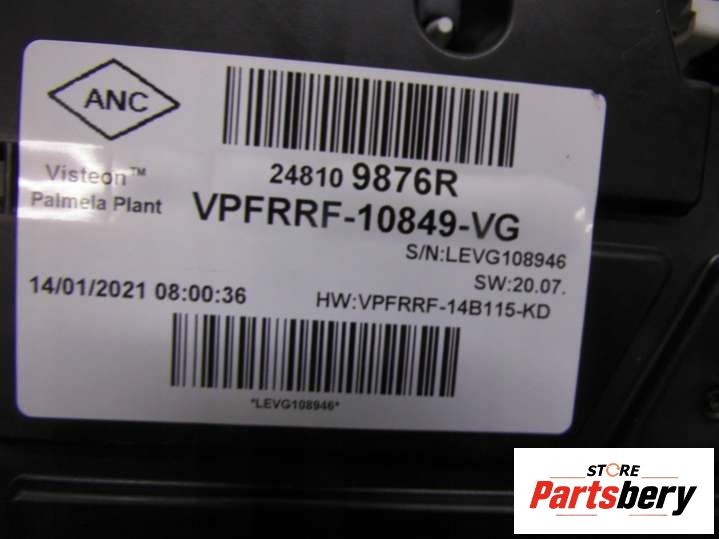 ANC
24810 9876R
Visteon™
Palmela Plant
VPFRRF-10849-VG
S/N:LEVG108946
SW:20.07.
14/01/2021 08:00:36
HW:VPFRRF-14B115-KD
*LEVG108946*
STORE
Partsbery